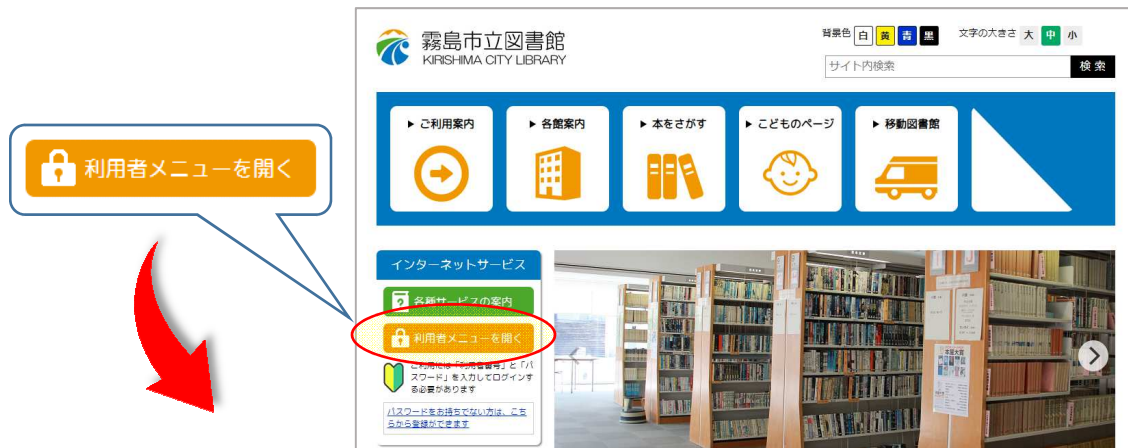 霧島市立図書館
KIRISHIMA CITY LIBRARY
背景色 白 黄 青 黒 文字の大きさ 大 中 小
サイト内検索 検索
▶ ご利用案内 ▶ 各館案内 ▶ 本をさがす ▶ こどものページ ▶ 移動図書館
利用者メニューを開く
インターネットサービス
各種サービスの案内
利用者メニューを開く
ご利用には「利用者番号」と「パ
スワード」を入力してログインす
る必要があります
パスワードをお持ちでない方は、こち
らから登録ができます
本屋大賞